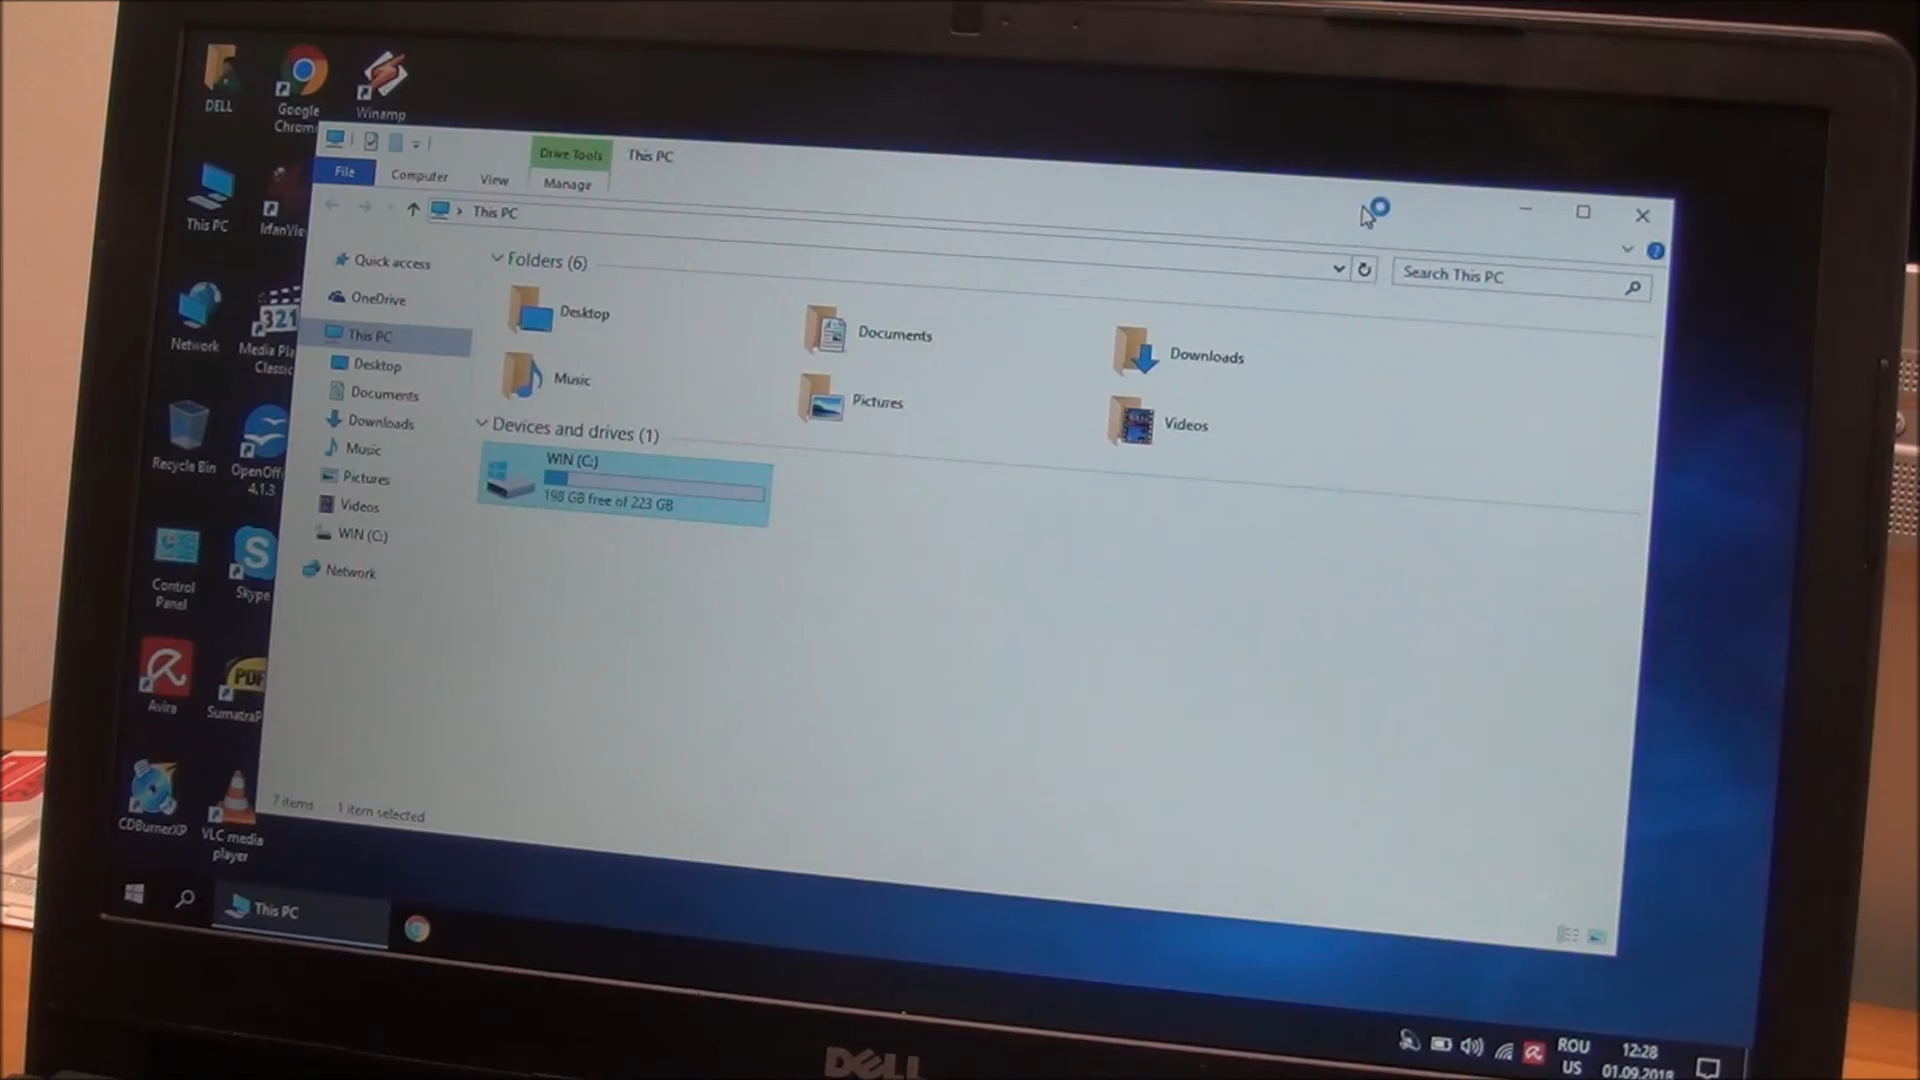 DELL
Google
Chrom
Winamp
This PC
IrfanVie
Network
321
Media Pla
Classic
Recycle Bin
OpenOffi
4.1.3
Control
Panel
Skype
Avira
PDF
SumatraP
CDBurnerXP
VLC media
player
Drive Tools
This PC
File
Computer
View
Manage
This PC
Search This PC
Quick access
OneDrive
This PC
Desktop
Documents
Downloads
Music
Pictures
Videos
WIN (C:)
Network
Folders (6)
Desktop
Documents
Downloads
Music
Pictures
Videos
Devices and drives (1)
WIN (C:)
198 GB free of 223 GB
7 items
1 item selected
This PC
ROU
US
12:28
01.09.2018
DELL